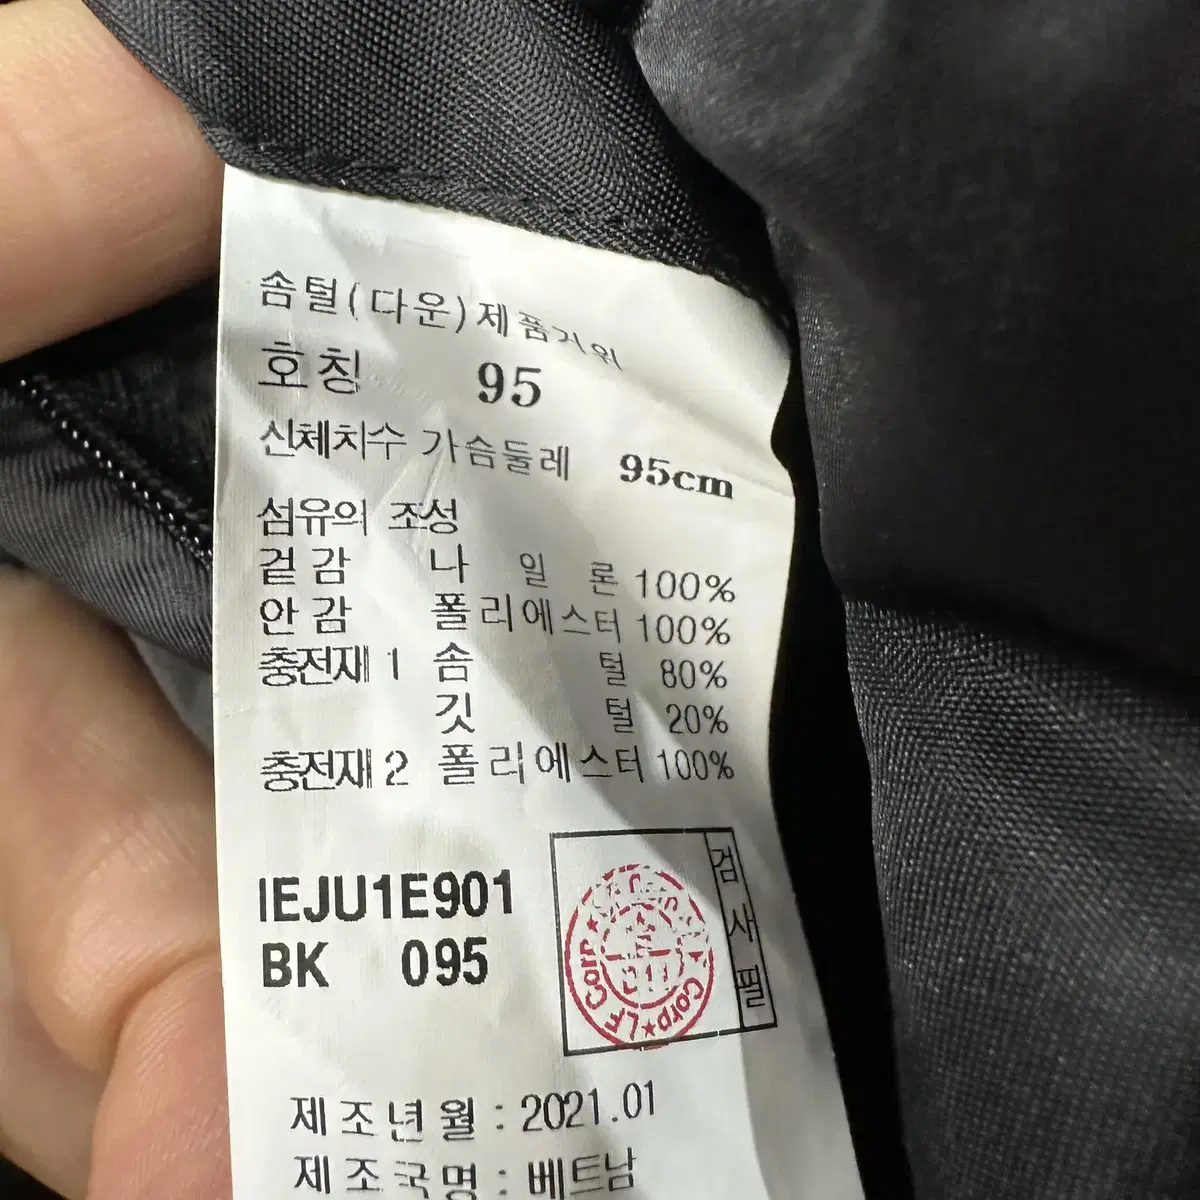 솜털(다운)제품
호칭 95
신체치수 가슴둘레 95cm
섬유의 조성
겉감 나일론 100%
안감 폴리에스터 100%
충전재 1 솜털 80%
깃털 20%
충전재 2 폴리에스터 100%
IEJU1E901
BK 095
검사필
LF Corp★LF Corp
제조년월 : 2021.01
제조국명 : 베트남